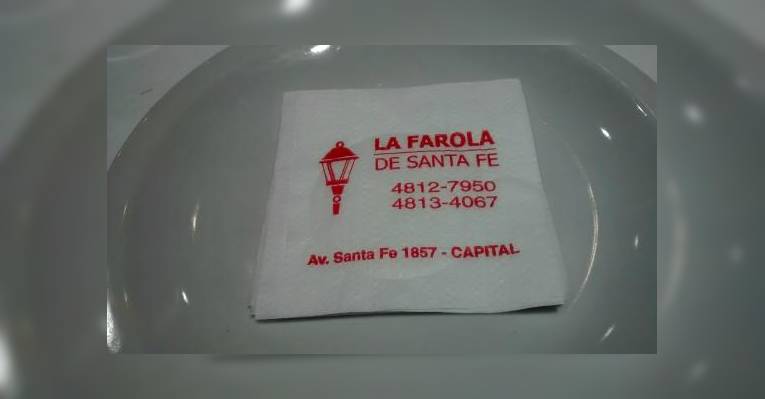 LA FAROLA
DE SANTA FE
4812-7950
4813-4067
Av. Santa Fe 1857 - CAPITAL